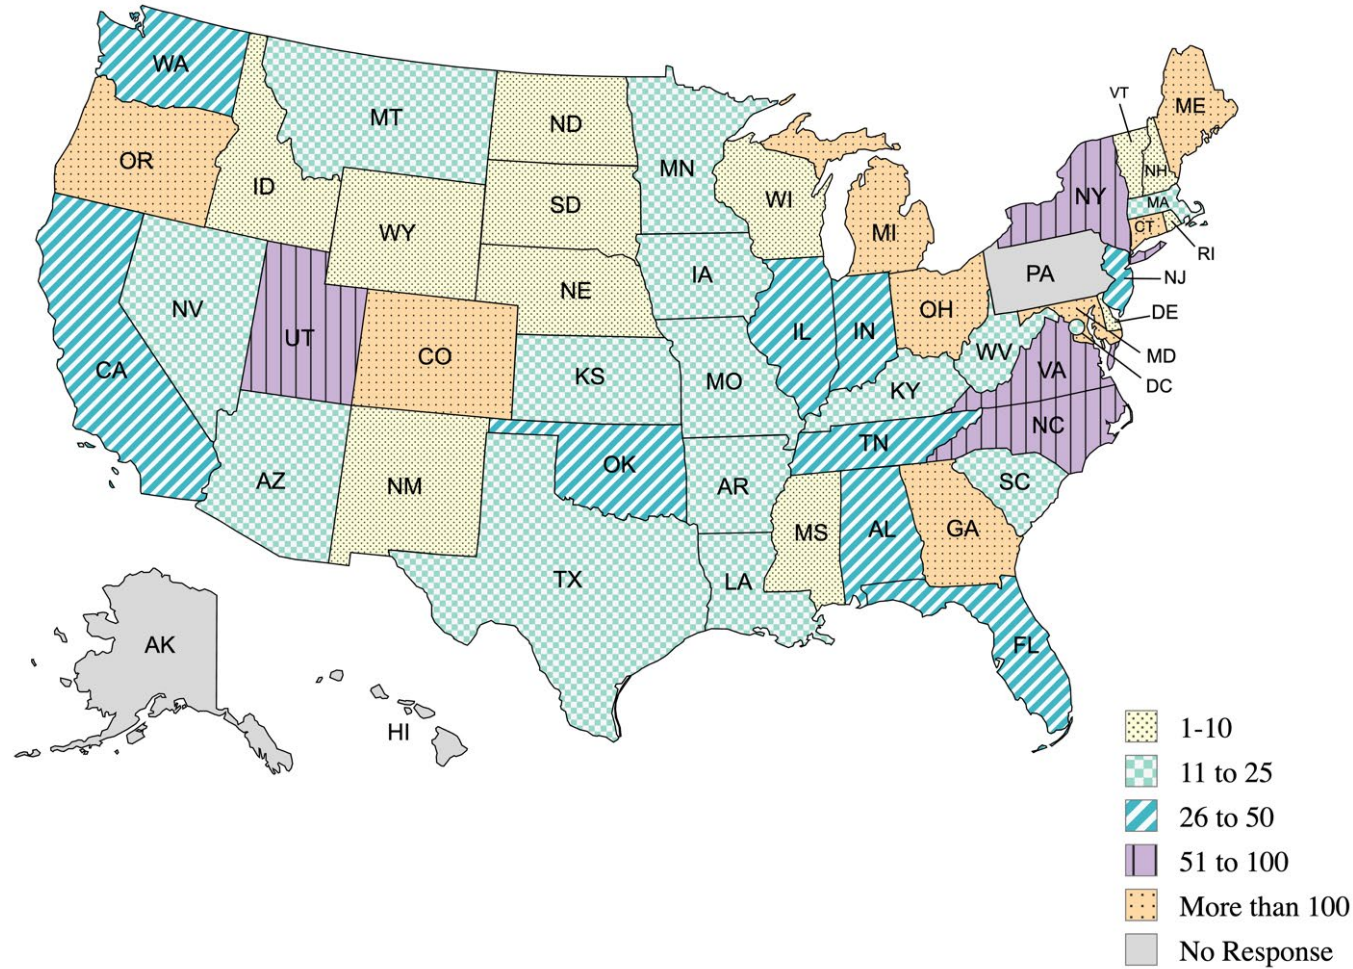 WA
MT
ND
MN
VT
ME
OR
ID
SD
WI
NH
NY
MA
WY
MI
CT
RI
NE
IA
PA
NJ
NV
UT
CO
IL
IN
OH
DE
CA
KS
MO
WV
VA
MD
KY
DC
NC
AZ
NM
OK
TN
AR
SC
TX
MS
AL
GA
LA
AK
FL
HI
1-10
11 to 25
26 to 50
51 to 100
More than 100
No Response